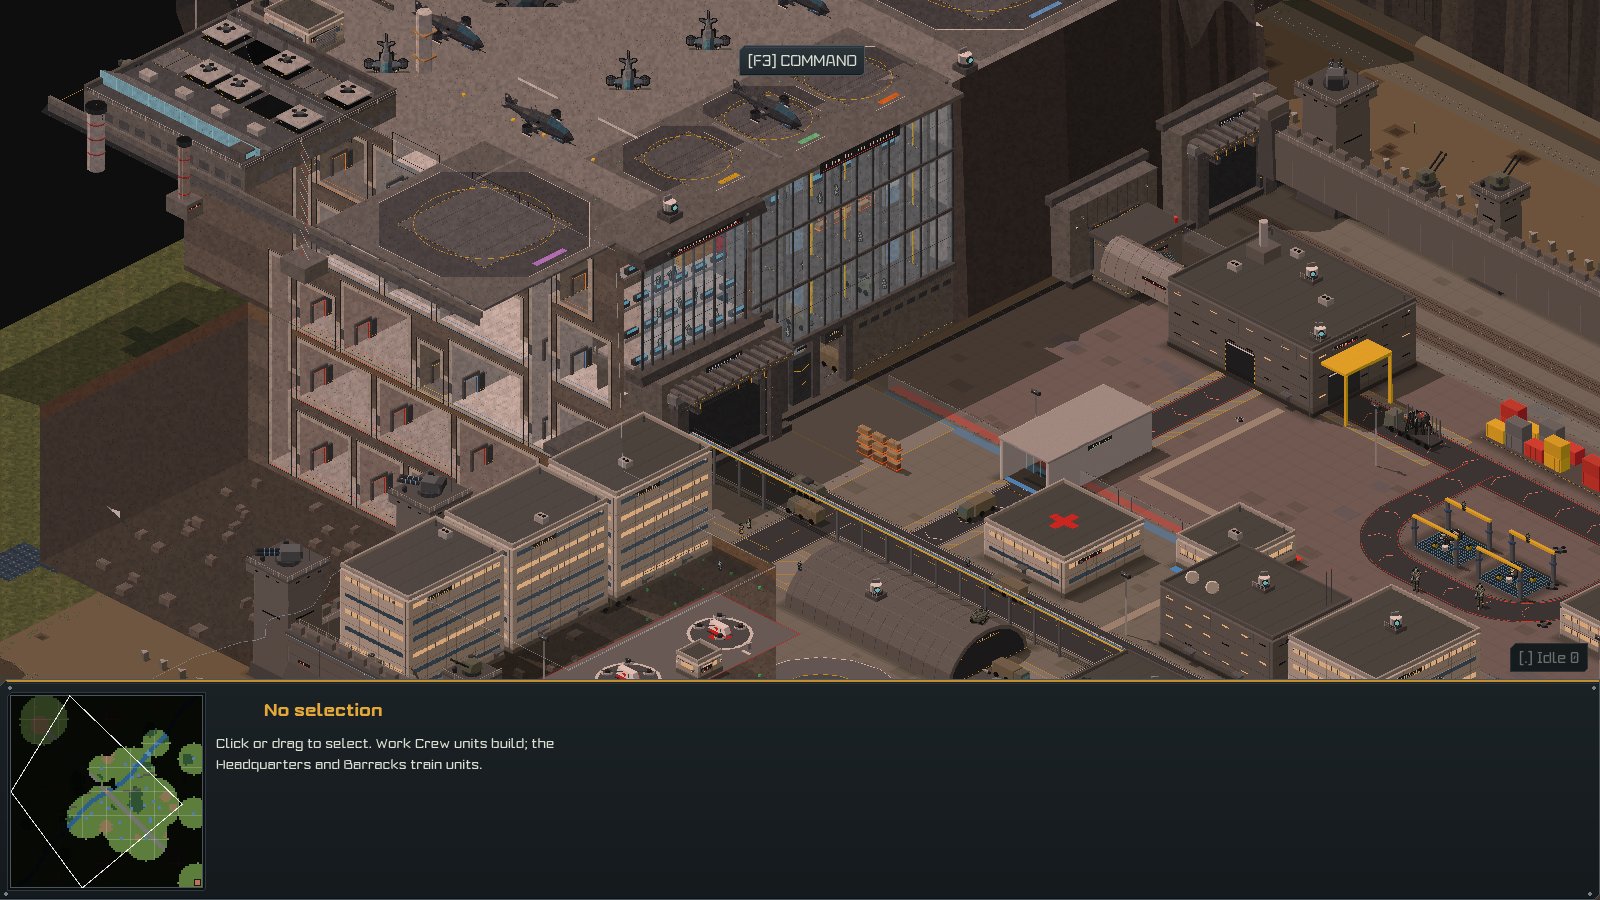 [F3] COMMAND
[.] Idle 0
No selection
Click or drag to select. Work Crew units build; the
Headquarters and Barracks train units.